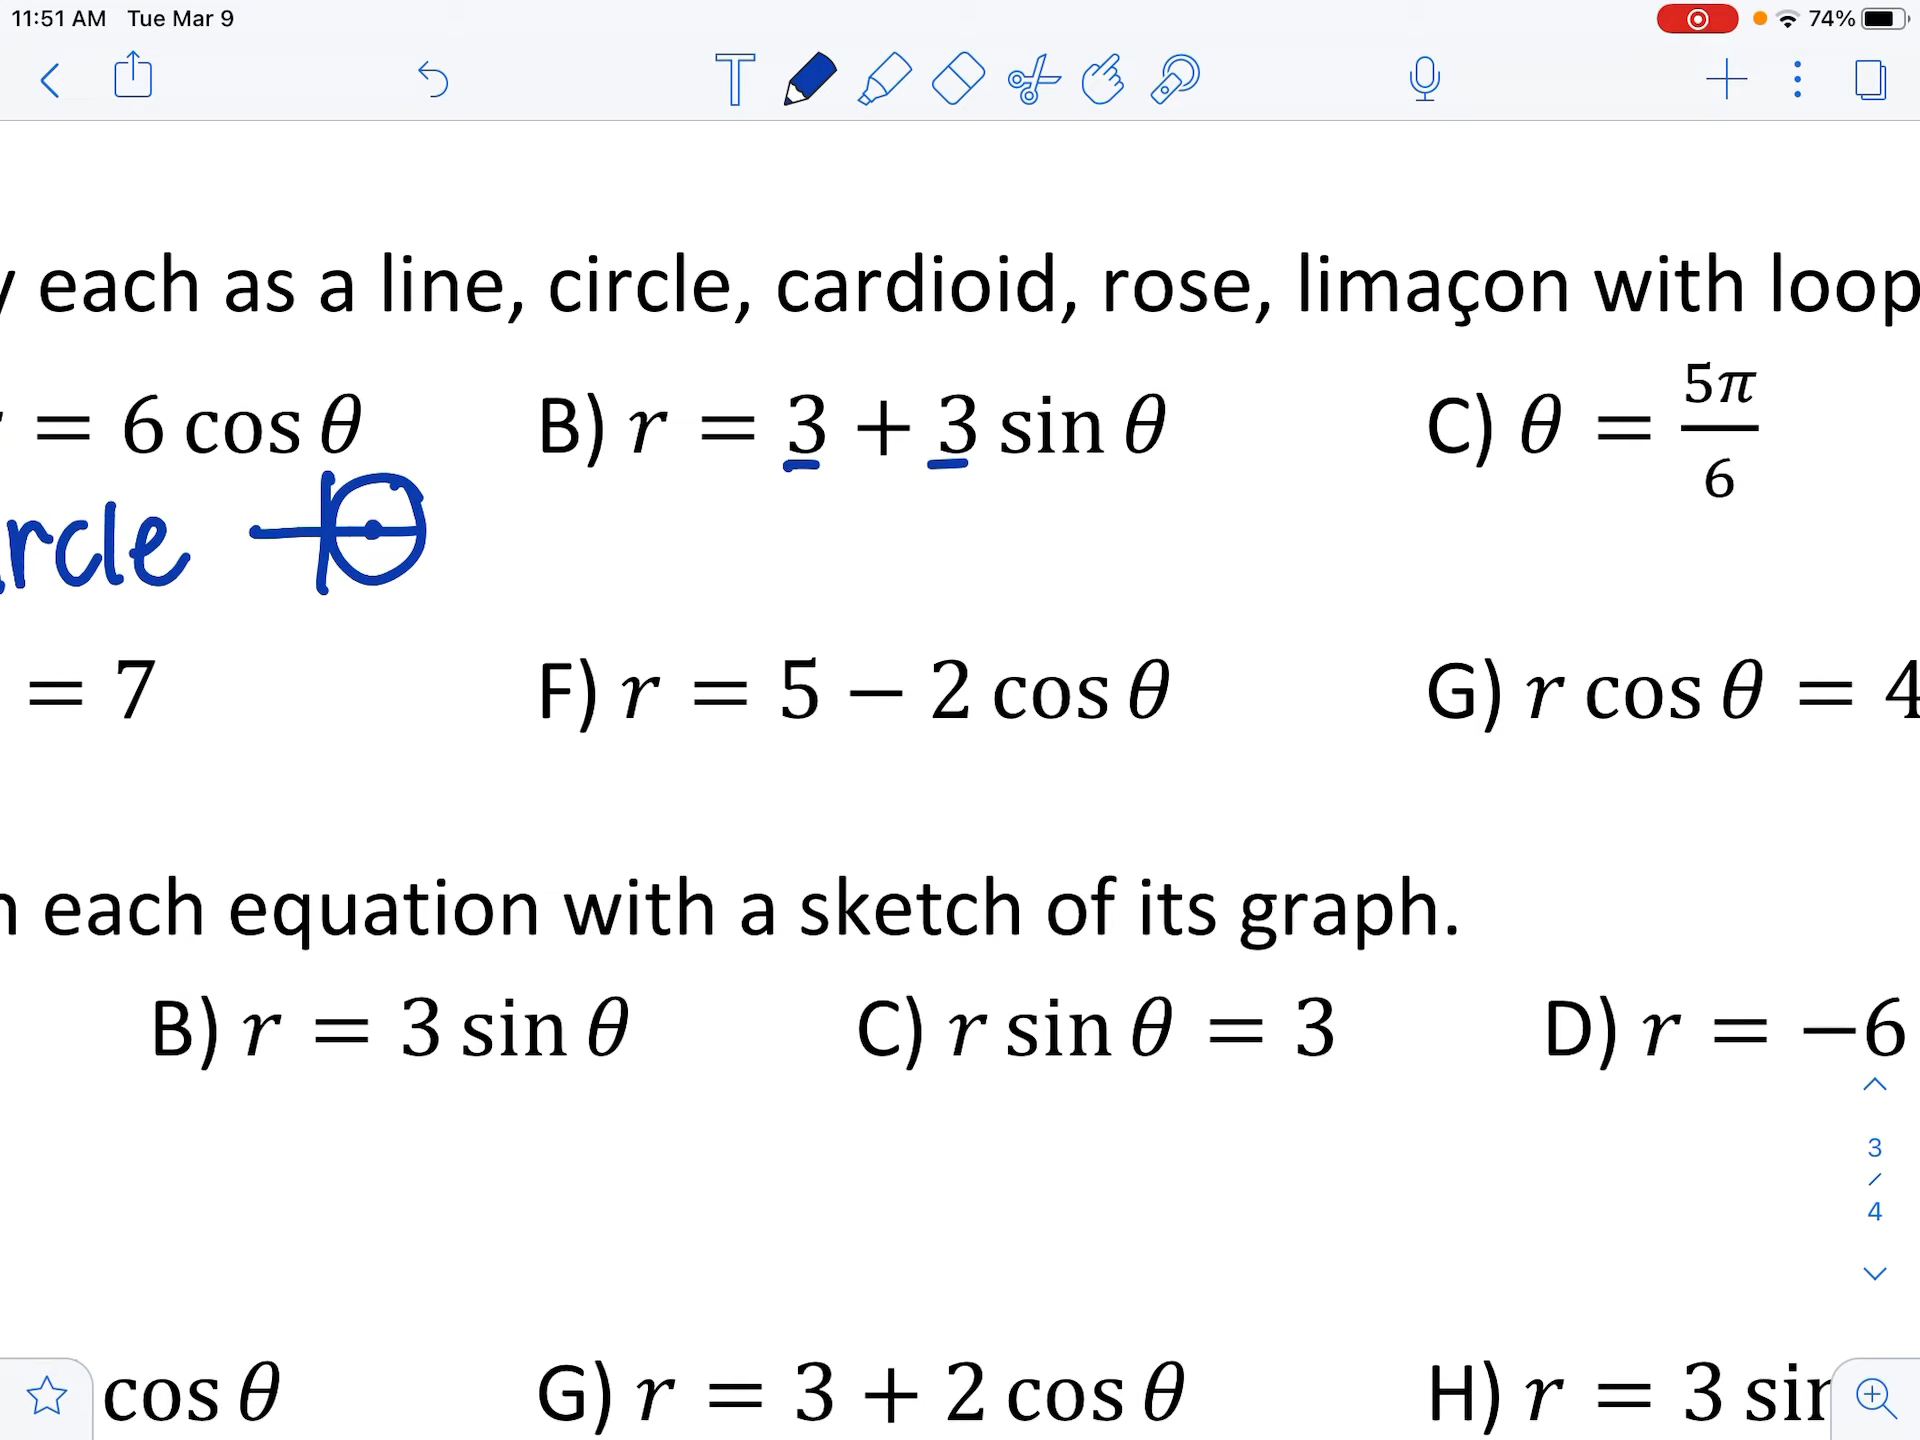 11:51 AM Tue Mar 9 74%
each as a line, circle, cardioid, rose, limaçon with loop
= 6 cos θ B) r = 3 + 3 sin θ C) θ = 5π/6
rcle
= 7 F) r = 5 − 2 cos θ G) r cos θ = 4
each equation with a sketch of its graph.
B) r = 3 sin θ C) r sin θ = 3 D) r = −6
3 / 4
cos θ G) r = 3 + 2 cos θ H) r = 3 sin